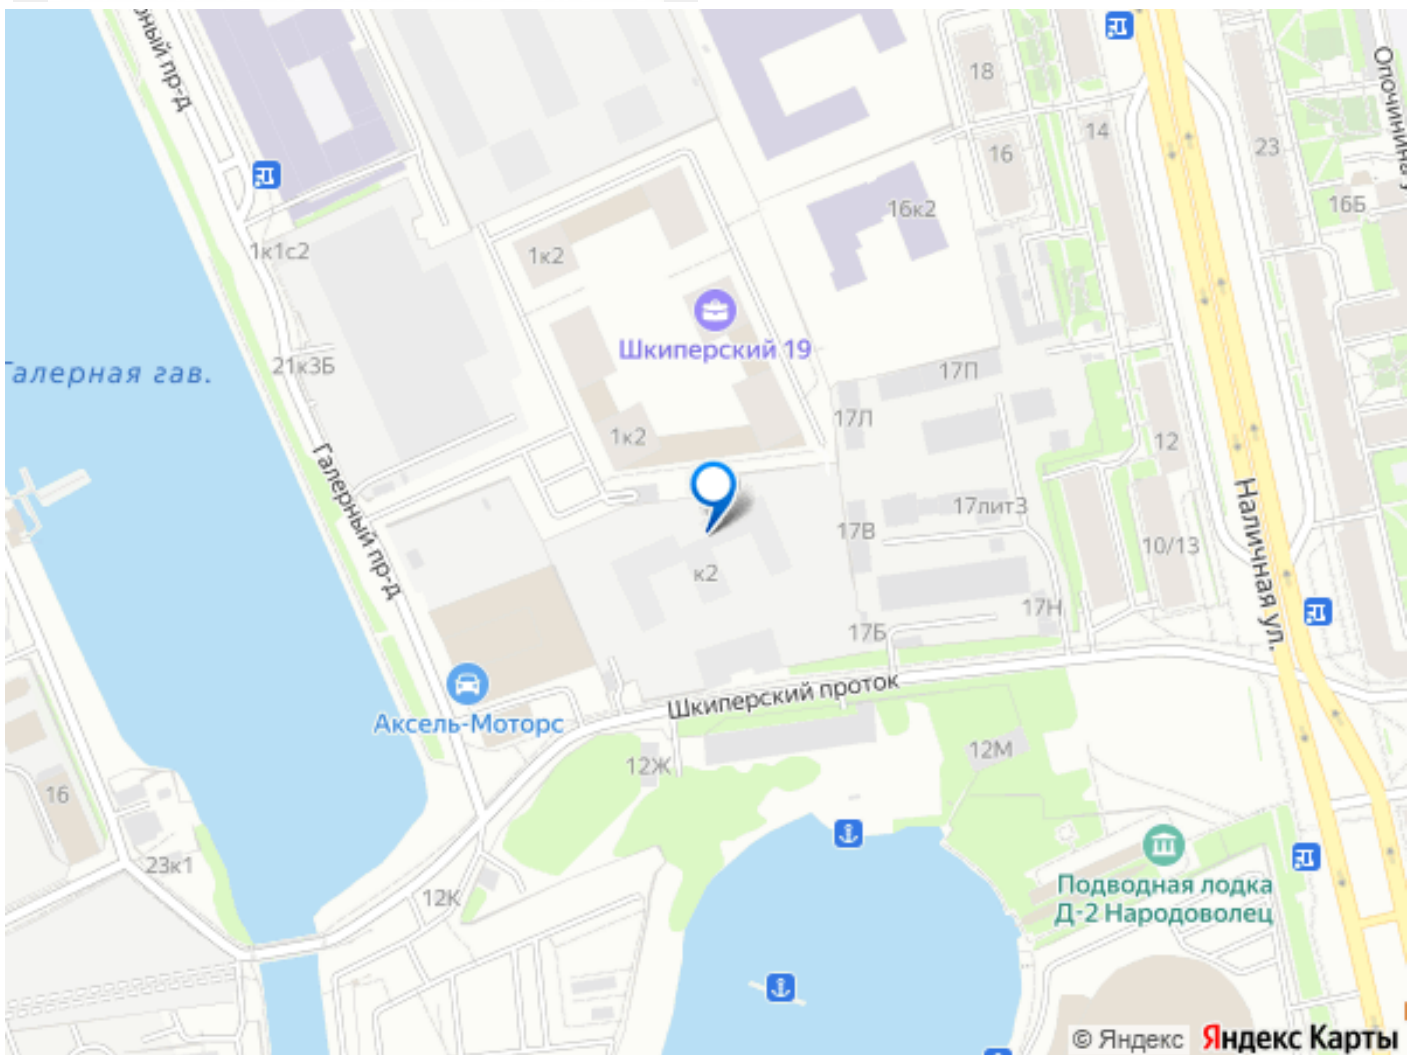 рный пр-д
18
14
16
23
Опочинина у
16Б
16к2
1к1с2
1к2
Шкиперский 19
Галерная гав.
21к3Б
17П
17Л
1к2
12
Галерный пр-д
17лит3
17В
Наличная ул.
10/13
к2
17Н
17Б
Шкиперский проток
Аксель-Моторс
12М
12Ж
16
23к1
12К
Подводная лодка
Д-2 Народоволец
© Яндекс Яндекс Карты